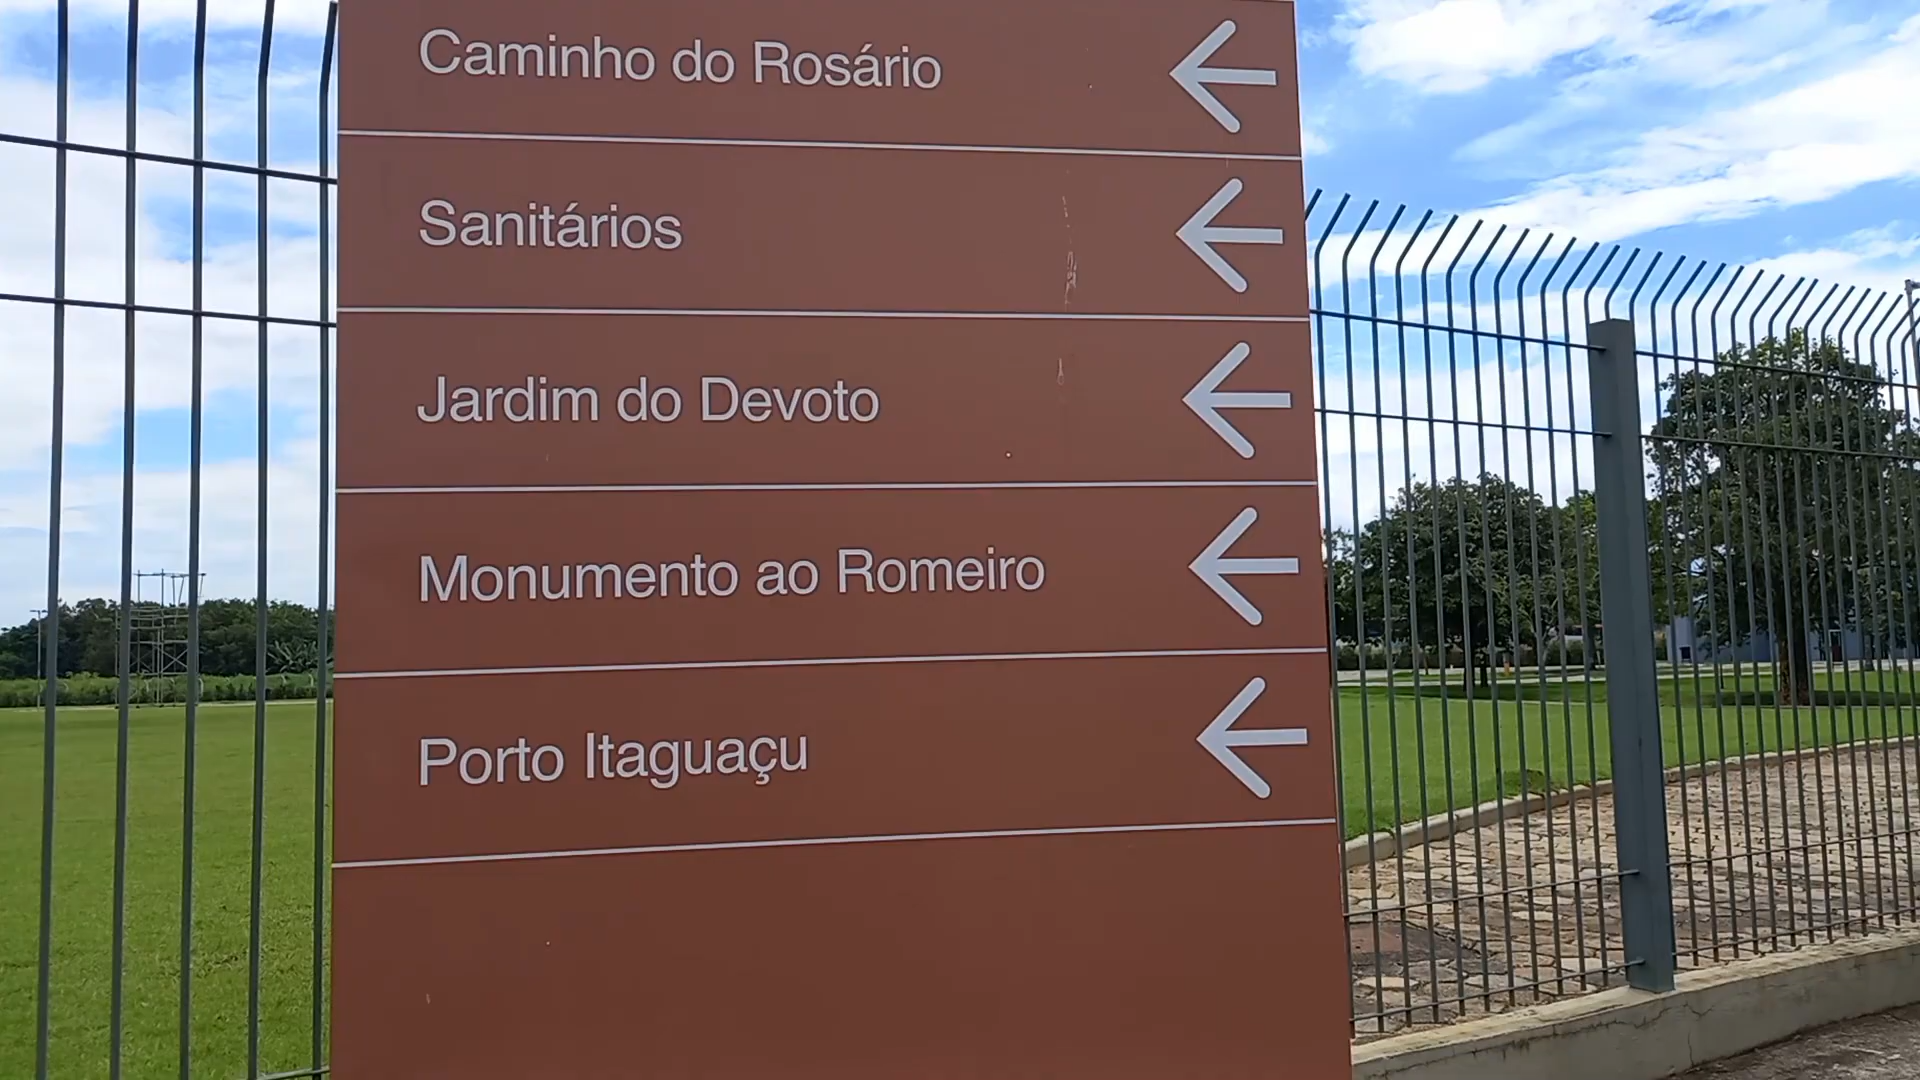 Caminho do Rosário
Sanitários
Jardim do Devoto
Monumento ao Romeiro
Porto Itaguaçu